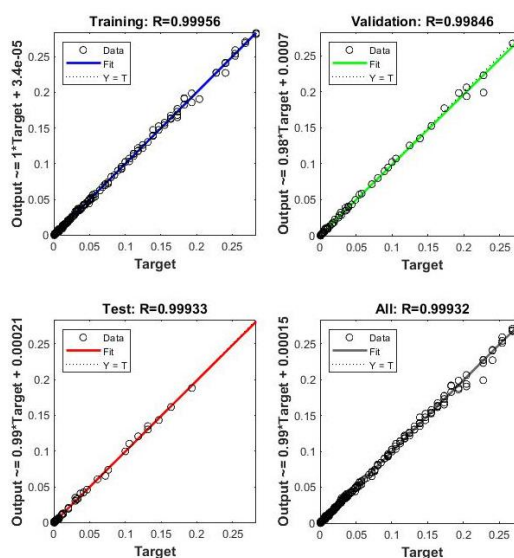 Training: R=0.99956
Output ~= 1*Target + 3.4e-05
Data
Fit
Y = T
0.25
0.2
0.15
0.1
0.05
0
0 0.05 0.1 0.15 0.2 0.25
Target
Validation: R=0.99846
Output ~= 0.98*Target + 0.0007
Data
Fit
Y = T
0.25
0.2
0.15
0.1
0.05
0
0 0.05 0.1 0.15 0.2 0.25
Target
Test: R=0.99933
Output ~= 0.99*Target + 0.00021
Data
Fit
Y = T
0.25
0.2
0.15
0.1
0.05
0
0 0.05 0.1 0.15 0.2 0.25
Target
All: R=0.99932
Output ~= 0.99*Target + 0.00015
Data
Fit
Y = T
0.25
0.2
0.15
0.1
0.05
0
0 0.05 0.1 0.15 0.2 0.25
Target